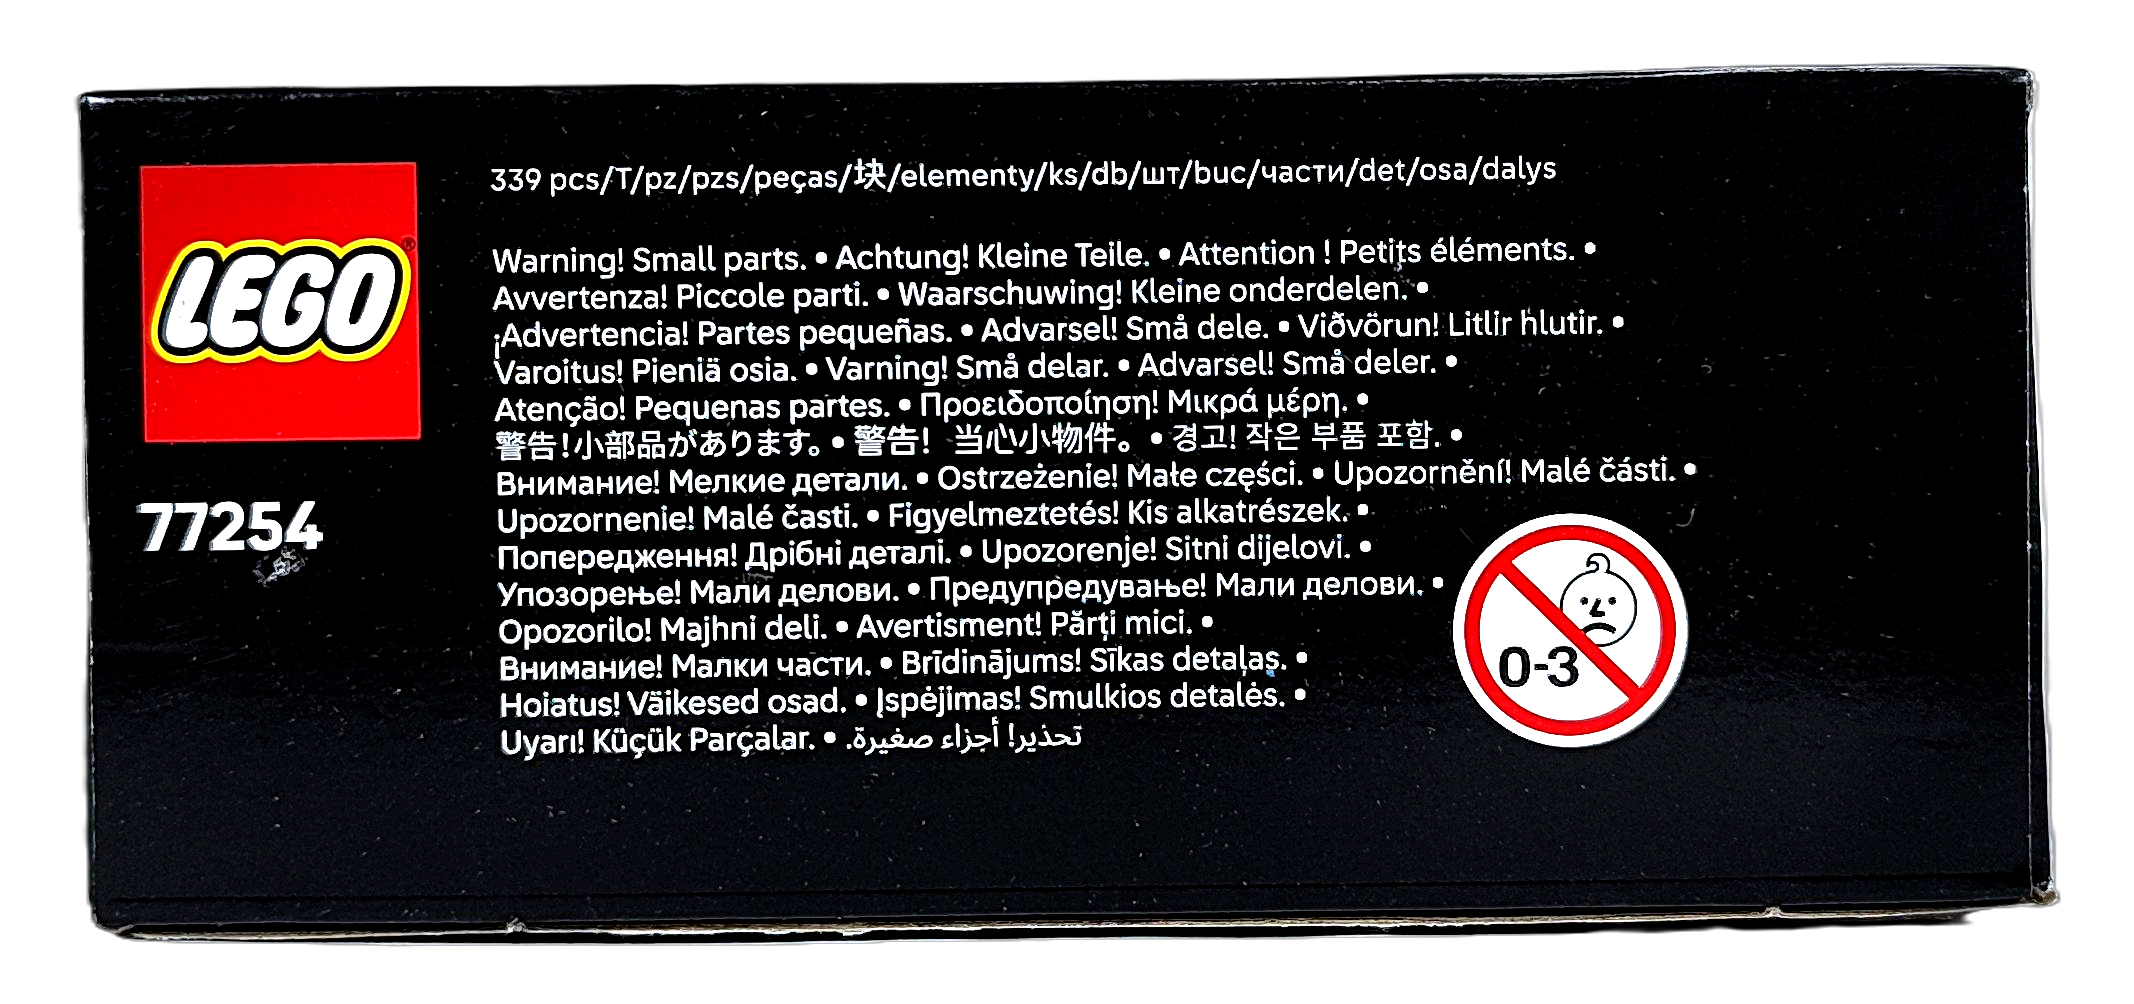 LEGO®
77254
339 pcs/T/pz/pzs/peças/块/elementy/ks/db/шт/buc/части/det/osa/dalys
Warning! Small parts. • Achtung! Kleine Teile. • Attention ! Petits éléments. •
Avvertenza! Piccole parti. • Waarschuwing! Kleine onderdelen. •
¡Advertencia! Partes pequeñas. • Advarsel! Små dele. • Viðvörun! Litlir hlutir. •
Varoitus! Pieniä osia. • Varning! Små delar. • Advarsel! Små deler. •
Atenção! Pequenas partes. • Προειδοποίηση! Μικρά μέρη. •
警告!小部品があります。• 警告! 当心小物件。 • 경고! 작은 부품 포함. •
Внимание! Мелкие детали. • Ostrzeżenie! Małe części. • Upozornění! Malé části. •
Upozornenie! Malé časti. • Figyelmeztetés! Kis alkatrészek. •
Попередження! Дрібні деталі. • Upozorenje! Sitni dijelovi. •
Упозорење! Мали делови. • Предупредување! Мали делови. •
Opozorilo! Majhni deli. • Avertisment! Părți mici. •
Внимание! Малки части. • Brīdinājums! Sīkas detaļas. •
Hoiatus! Väikesed osad. • Įspėjimas! Smulkios detalės. •
Uyarı! Küçük Parçalar. • تحذير! أجزاء صغيرة.
0-3